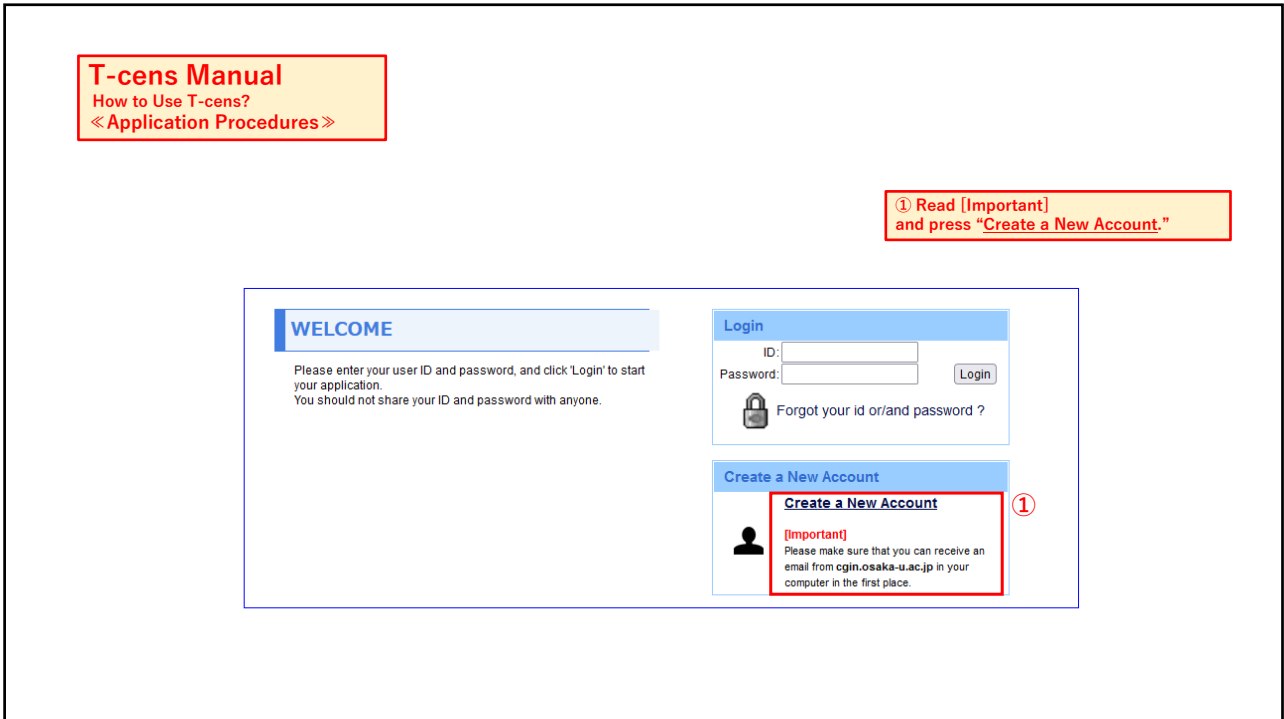 T-cens Manual
How to Use T-cens?
≪Application Procedures≫
① Read [Important]
and press “Create a New Account.”
WELCOME
Please enter your user ID and password, and click 'Login' to start
your application.
You should not share your ID and password with anyone.
Login
ID:
Password:
Login
Forgot your id or/and password ?
Create a New Account
Create a New Account
①
[Important]
Please make sure that you can receive an
email from cgin.osaka-u.ac.jp in your
computer in the first place.